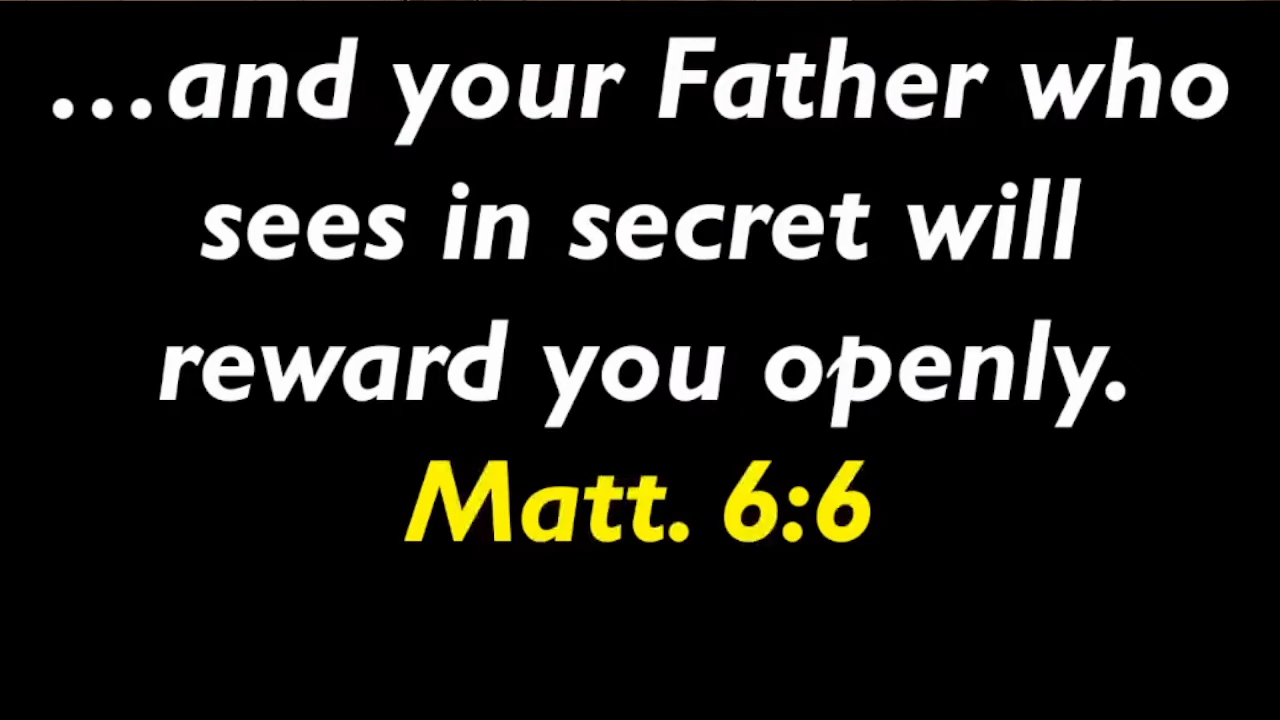 …and your Father who
sees in secret will
reward you openly.
Matt. 6:6